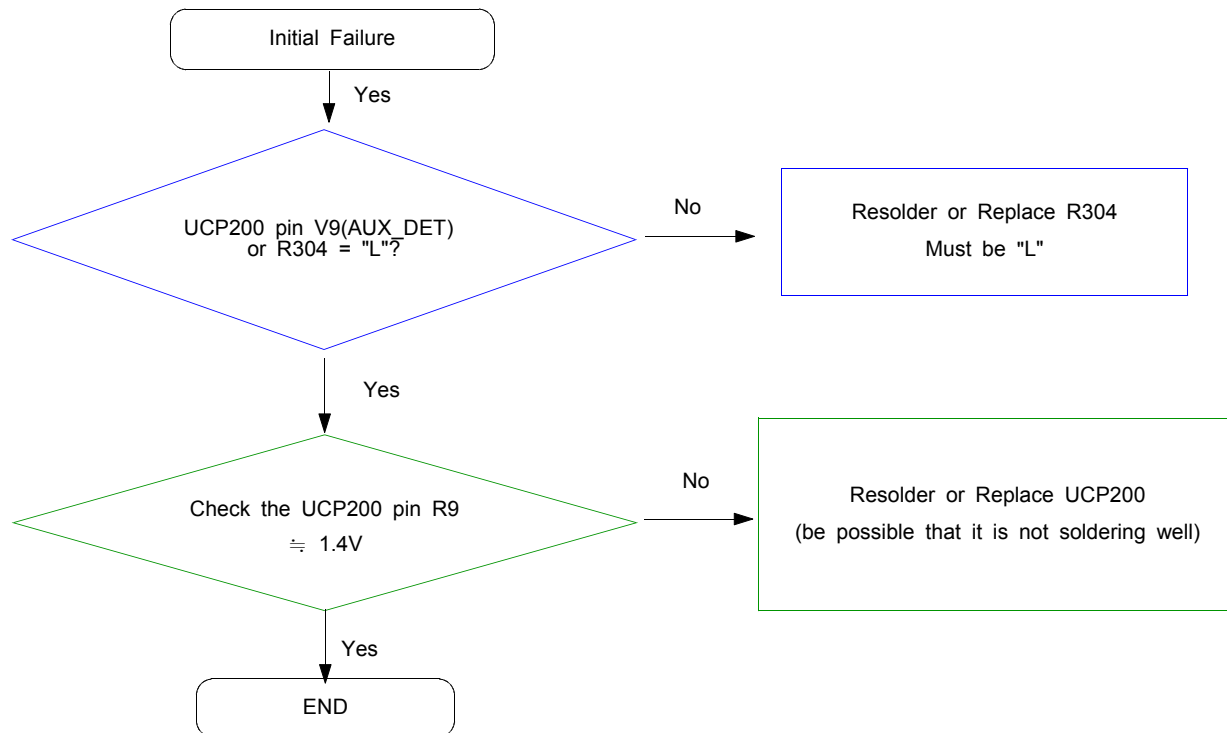 Initial Failure
Yes
UCP200 pin V9(AUX_DET)
or R304 = "L"?
No
Resolder or Replace R304
Must be "L"
Yes
Check the UCP200 pin R9
≒ 1.4V
No
Resolder or Replace UCP200
(be possible that it is not soldering well)
Yes
END